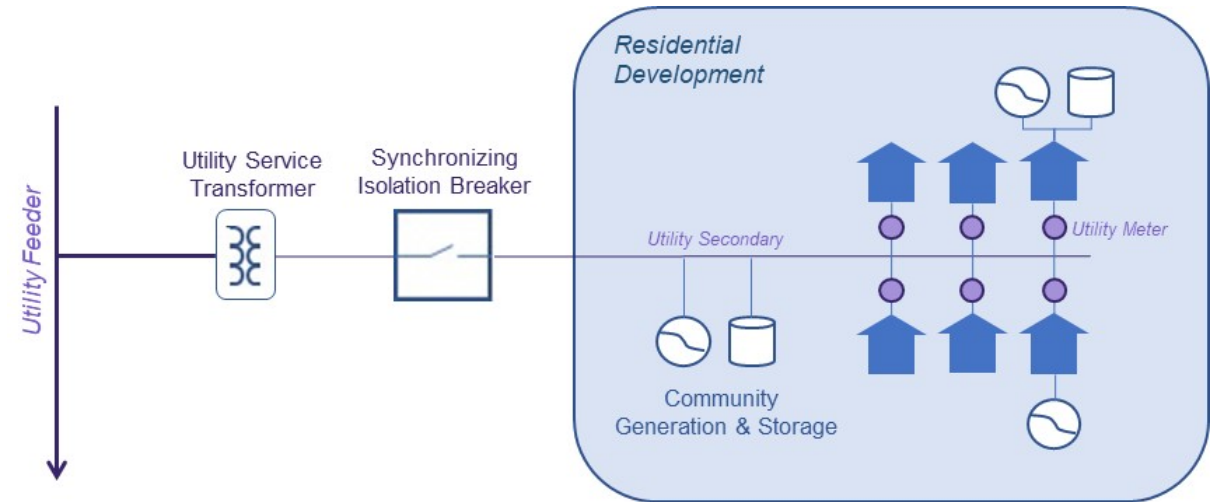 Residential
Development
Utility Service
Transformer
Synchronizing
Isolation Breaker
Utility Feeder
Utility Secondary
Utility Meter
Community
Generation & Storage